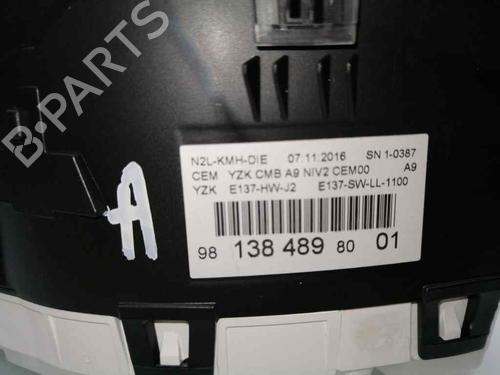 N2L-KMH-DIE 07.11.2016 SN 1-0387
CEM YZK CMB A9 NIV2 CEM00 A9
YZK E137-HW-J2 E137-SW-LL-1100
98 138 489 80 01
A
B-PARTS